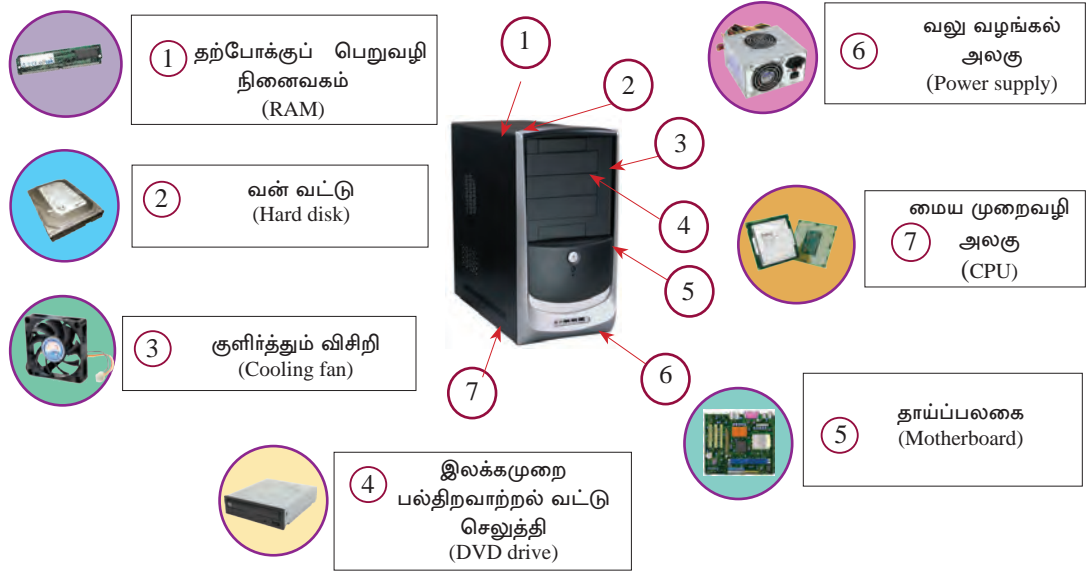 1
தற்போக்குப் பெறுவழி
நினைவகம்
(RAM)
2
வன் வட்டு
(Hard disk)
3
குளிர்த்தும் விசிறி
(Cooling fan)
4
இலக்கமுறை
பல்திறவாற்றல் வட்டு
செலுத்தி
(DVD drive)
1
2
3
4
5
6
7
6
வலு வழங்கல்
அலகு
(Power supply)
7
மைய முறைவழி
அலகு
(CPU)
5
தாய்ப்பலகை
(Motherboard)